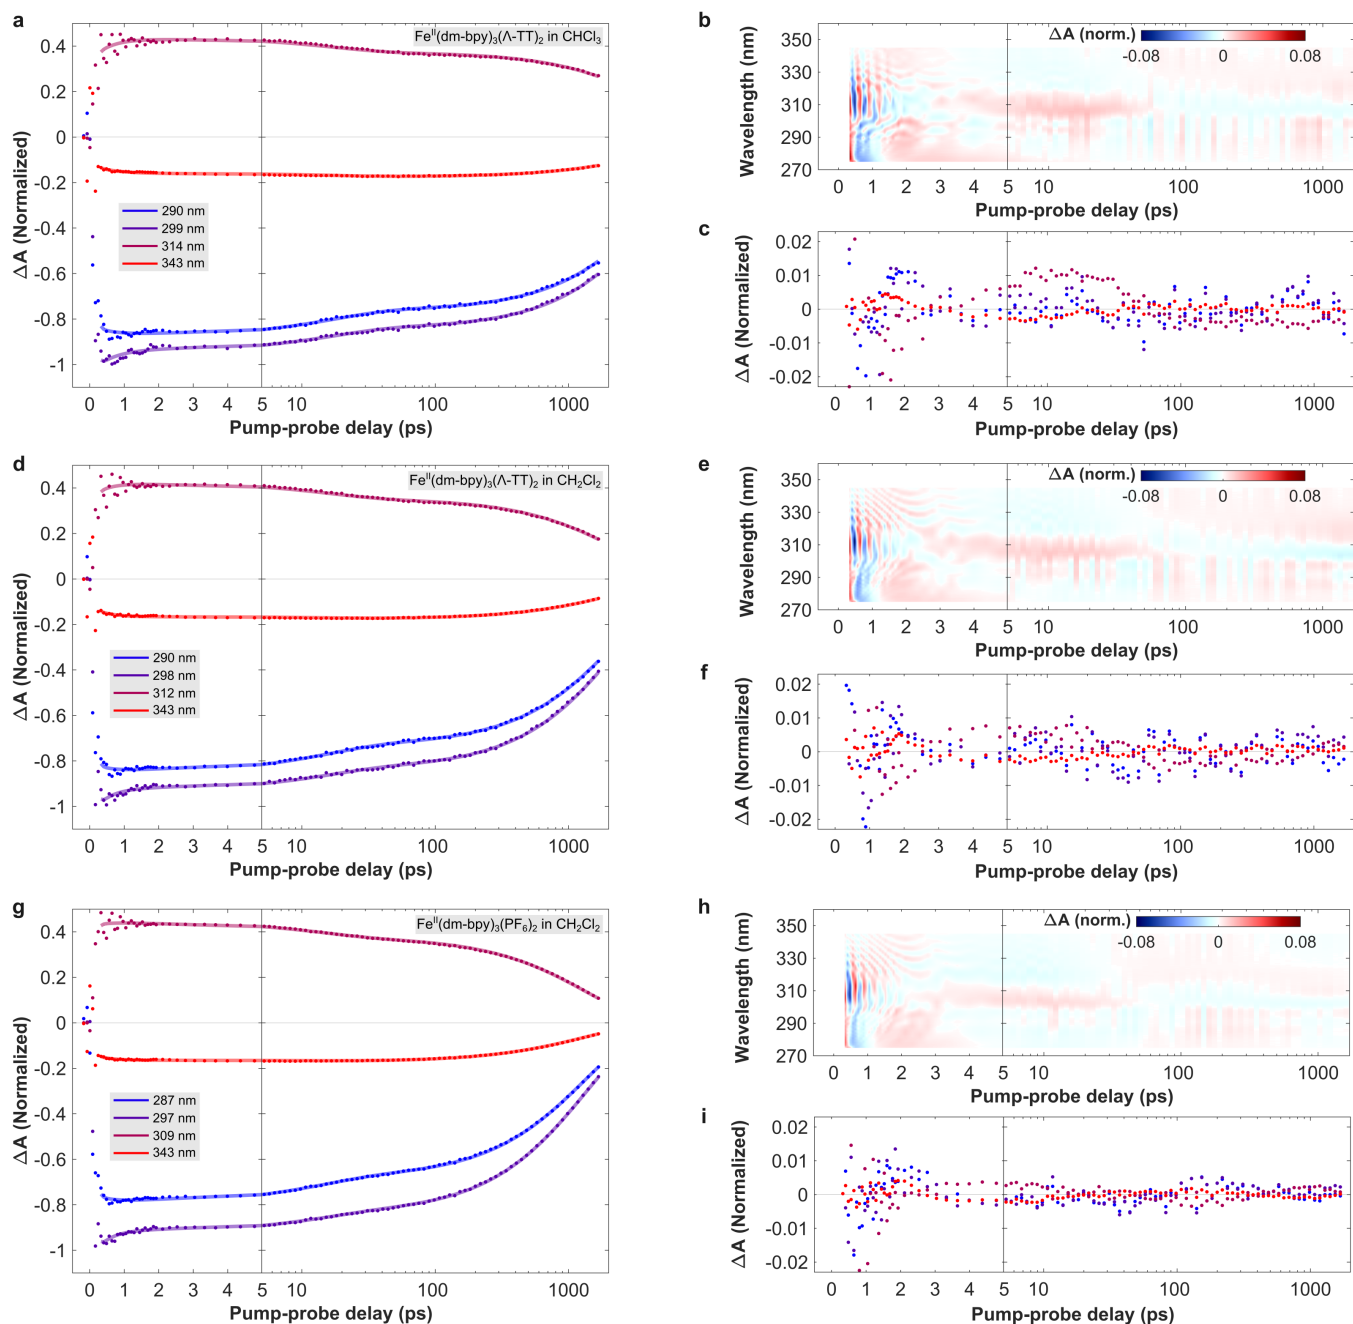 a
Fe^II(dm-bpy)₃(Λ-TT)₂ in CHCl₃
0.4
0.2
0
-0.2
-0.4
-0.6
-0.8
-1
ΔA (Normalized)
290 nm
299 nm
314 nm
343 nm
0 1 2 3 4 5 10 100 1000
Pump-probe delay (ps)
b
ΔA (norm.)
-0.08 0 0.08
350
330
310
290
270
Wavelength (nm)
0 1 2 3 4 5 10 100 1000
Pump-probe delay (ps)
c
0.02
0.01
0
-0.01
-0.02
ΔA (Normalized)
0 1 2 3 4 5 10 100 1000
Pump-probe delay (ps)
d
Fe^II(dm-bpy)₃(Λ-TT)₂ in CH₂Cl₂
0.4
0.2
0
-0.2
-0.4
-0.6
-0.8
-1
ΔA (Normalized)
290 nm
298 nm
312 nm
343 nm
0 1 2 3 4 5 10 100 1000
Pump-probe delay (ps)
e
ΔA (norm.)
-0.08 0 0.08
350
330
310
290
270
Wavelength (nm)
0 1 2 3 4 5 10 100 1000
Pump-probe delay (ps)
f
0.02
0.01
0
-0.01
-0.02
ΔA (Normalized)
0 1 2 3 4 5 10 100 1000
Pump-probe delay (ps)
g
Fe^II(dm-bpy)₃(PF₆)₂ in CH₂Cl₂
0.4
0.2
0
-0.2
-0.4
-0.6
-0.8
-1
ΔA (Normalized)
287 nm
297 nm
309 nm
343 nm
0 1 2 3 4 5 10 100 1000
Pump-probe delay (ps)
h
ΔA (norm.)
-0.08 0 0.08
350
330
310
290
270
Wavelength (nm)
0 1 2 3 4 5 10 100 1000
Pump-probe delay (ps)
i
0.02
0.01
0
-0.01
-0.02
ΔA (Normalized)
0 1 2 3 4 5 10 100 1000
Pump-probe delay (ps)